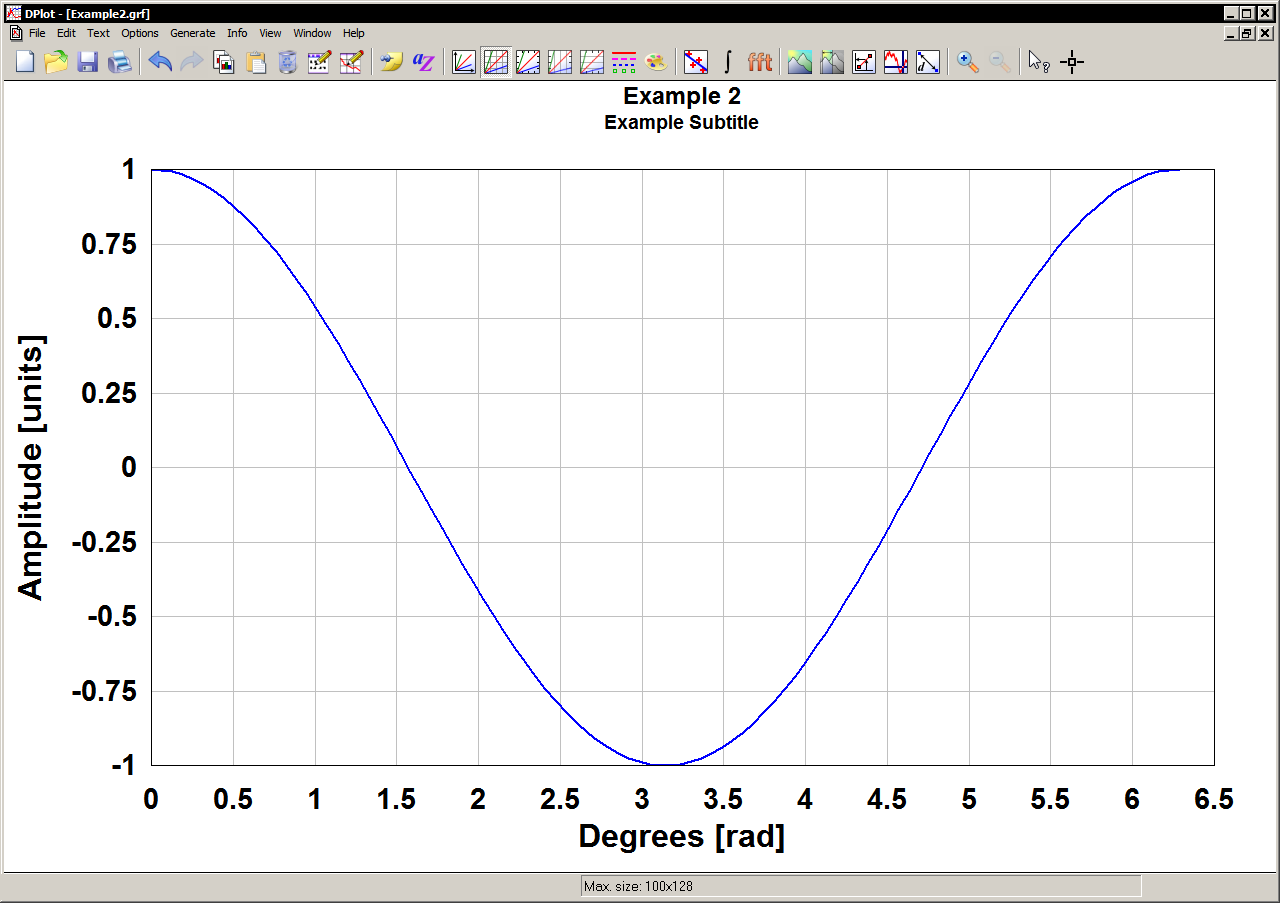 DPlot - [Example2.grf]
File Edit Text Options Generate Info View Window Help
aZ ∫ fft d ?
Example 2
Example Subtitle
1
0.75
0.5
0.25
0
-0.25
-0.5
-0.75
-1
Amplitude [units]
0 0.5 1 1.5 2 2.5 3 3.5 4 4.5 5 5.5 6 6.5
Degrees [rad]
Max. size: 100x128